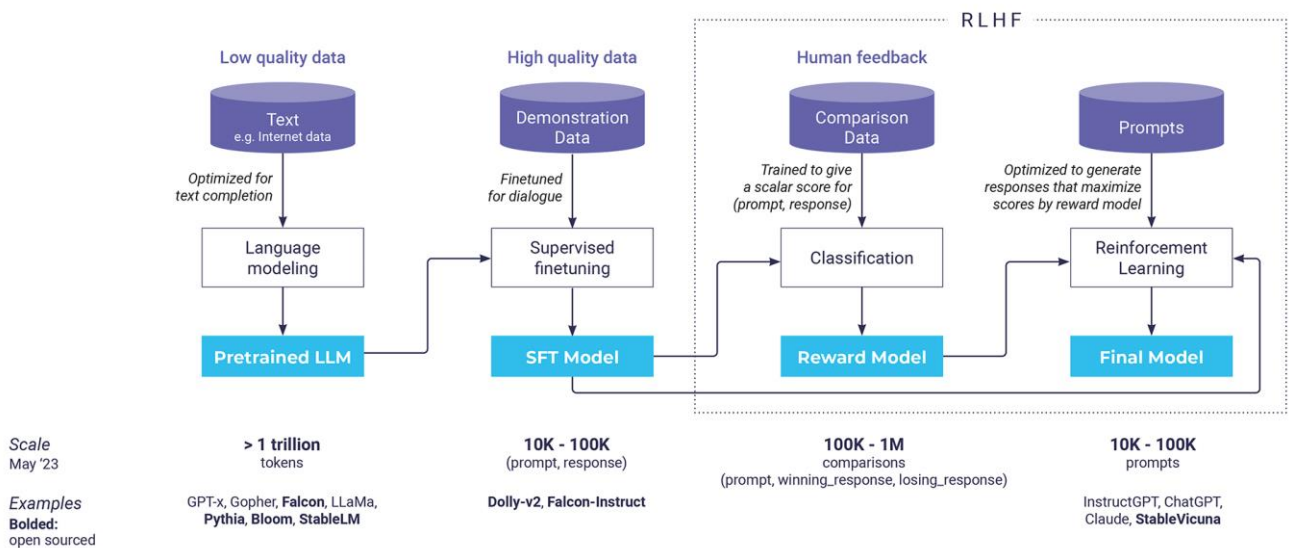 RLHF
Low quality data
High quality data
Human feedback
Text
e.g. Internet data
Demonstration
Data
Comparison
Data
Prompts
Optimized for
text completion
Finetuned
for dialogue
Trained to give
a scalar score for
(prompt, response)
Optimized to generate
responses that maximize
scores by reward model
Language
modeling
Supervised
finetuning
Classification
Reinforcement
Learning
Pretrained LLM
SFT Model
Reward Model
Final Model
Scale
May '23
> 1 trillion
tokens
10K - 100K
(prompt, response)
100K - 1M
comparisons
(prompt, winning_response, losing_response)
10K - 100K
prompts
Examples
Bolded:
open sourced
GPT-x, Gopher, Falcon, LLaMa,
Pythia, Bloom, StableLM
Dolly-v2, Falcon-Instruct
InstructGPT, ChatGPT,
Claude, StableVicuna